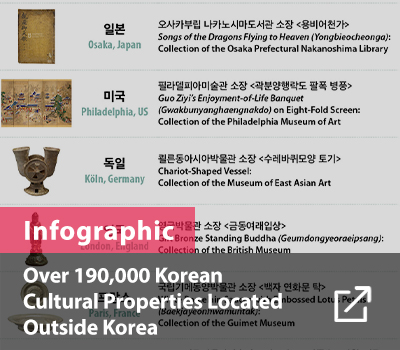 일본
Osaka, Japan
오사카부립 나카노시마도서관 소장 <용비어천가>
Songs of the Dragons Flying to Heaven (Yongbieocheonga):
Collection of the Osaka Prefectural Nakanoshima Library
미국
Philadelphia, US
필라델피아미술관 소장 <곽분양행락도 팔폭 병풍>
Guo Ziyi's Enjoyment-of-Life Banquet
(Gwakbunyanghaengnakdo) on Eight-Fold Screen:
Collection of the Philadelphia Museum of Art
독일
Köln, Germany
쾰른동아시아박물관 소장 <수레바퀴모양 토기>
Chariot-Shaped Vessel:
Collection of the Museum of East Asian Art
London, England
박물관 소장 <금동여래입상>
Bronze Standing Buddha (Geumdongyeoraeipsang):
Collection of the British Museum
Infographic
Paris, France
국립기메동양박물관 소장 <백자 연화문 탁>
Embossed Lotus Petals
(Baekjayeonhwamuntak):
Collection of the Guimet Museum
Over 190,000 Korean
Cultural Properties Located
Outside Korea